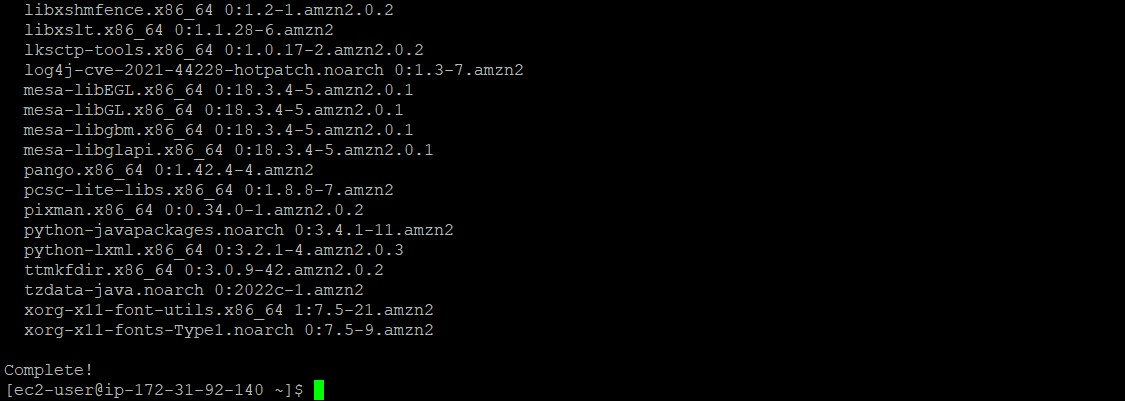 libxshmfence.x86_64 0:1.2-1.amzn2.0.2
libxslt.x86_64 0:1.1.28-6.amzn2
lksctp-tools.x86_64 0:1.0.17-2.amzn2.0.2
log4j-cve-2021-44228-hotpatch.noarch 0:1.3-7.amzn2
mesa-libEGL.x86_64 0:18.3.4-5.amzn2.0.1
mesa-libGL.x86_64 0:18.3.4-5.amzn2.0.1
mesa-libgbm.x86_64 0:18.3.4-5.amzn2.0.1
mesa-libglapi.x86_64 0:18.3.4-5.amzn2.0.1
pango.x86_64 0:1.42.4-4.amzn2
pcsc-lite-libs.x86_64 0:1.8.8-7.amzn2
pixman.x86_64 0:0.34.0-1.amzn2.0.2
python-javapackages.noarch 0:3.4.1-11.amzn2
python-lxml.x86_64 0:3.2.1-4.amzn2.0.3
ttmkfdir.x86_64 0:3.0.9-42.amzn2.0.2
tzdata-java.noarch 0:2022c-1.amzn2
xorg-x11-font-utils.x86_64 1:7.5-21.amzn2
xorg-x11-fonts-Type1.noarch 0:7.5-9.amzn2
Complete!
[ec2-user@ip-172-31-92-140 ~]$